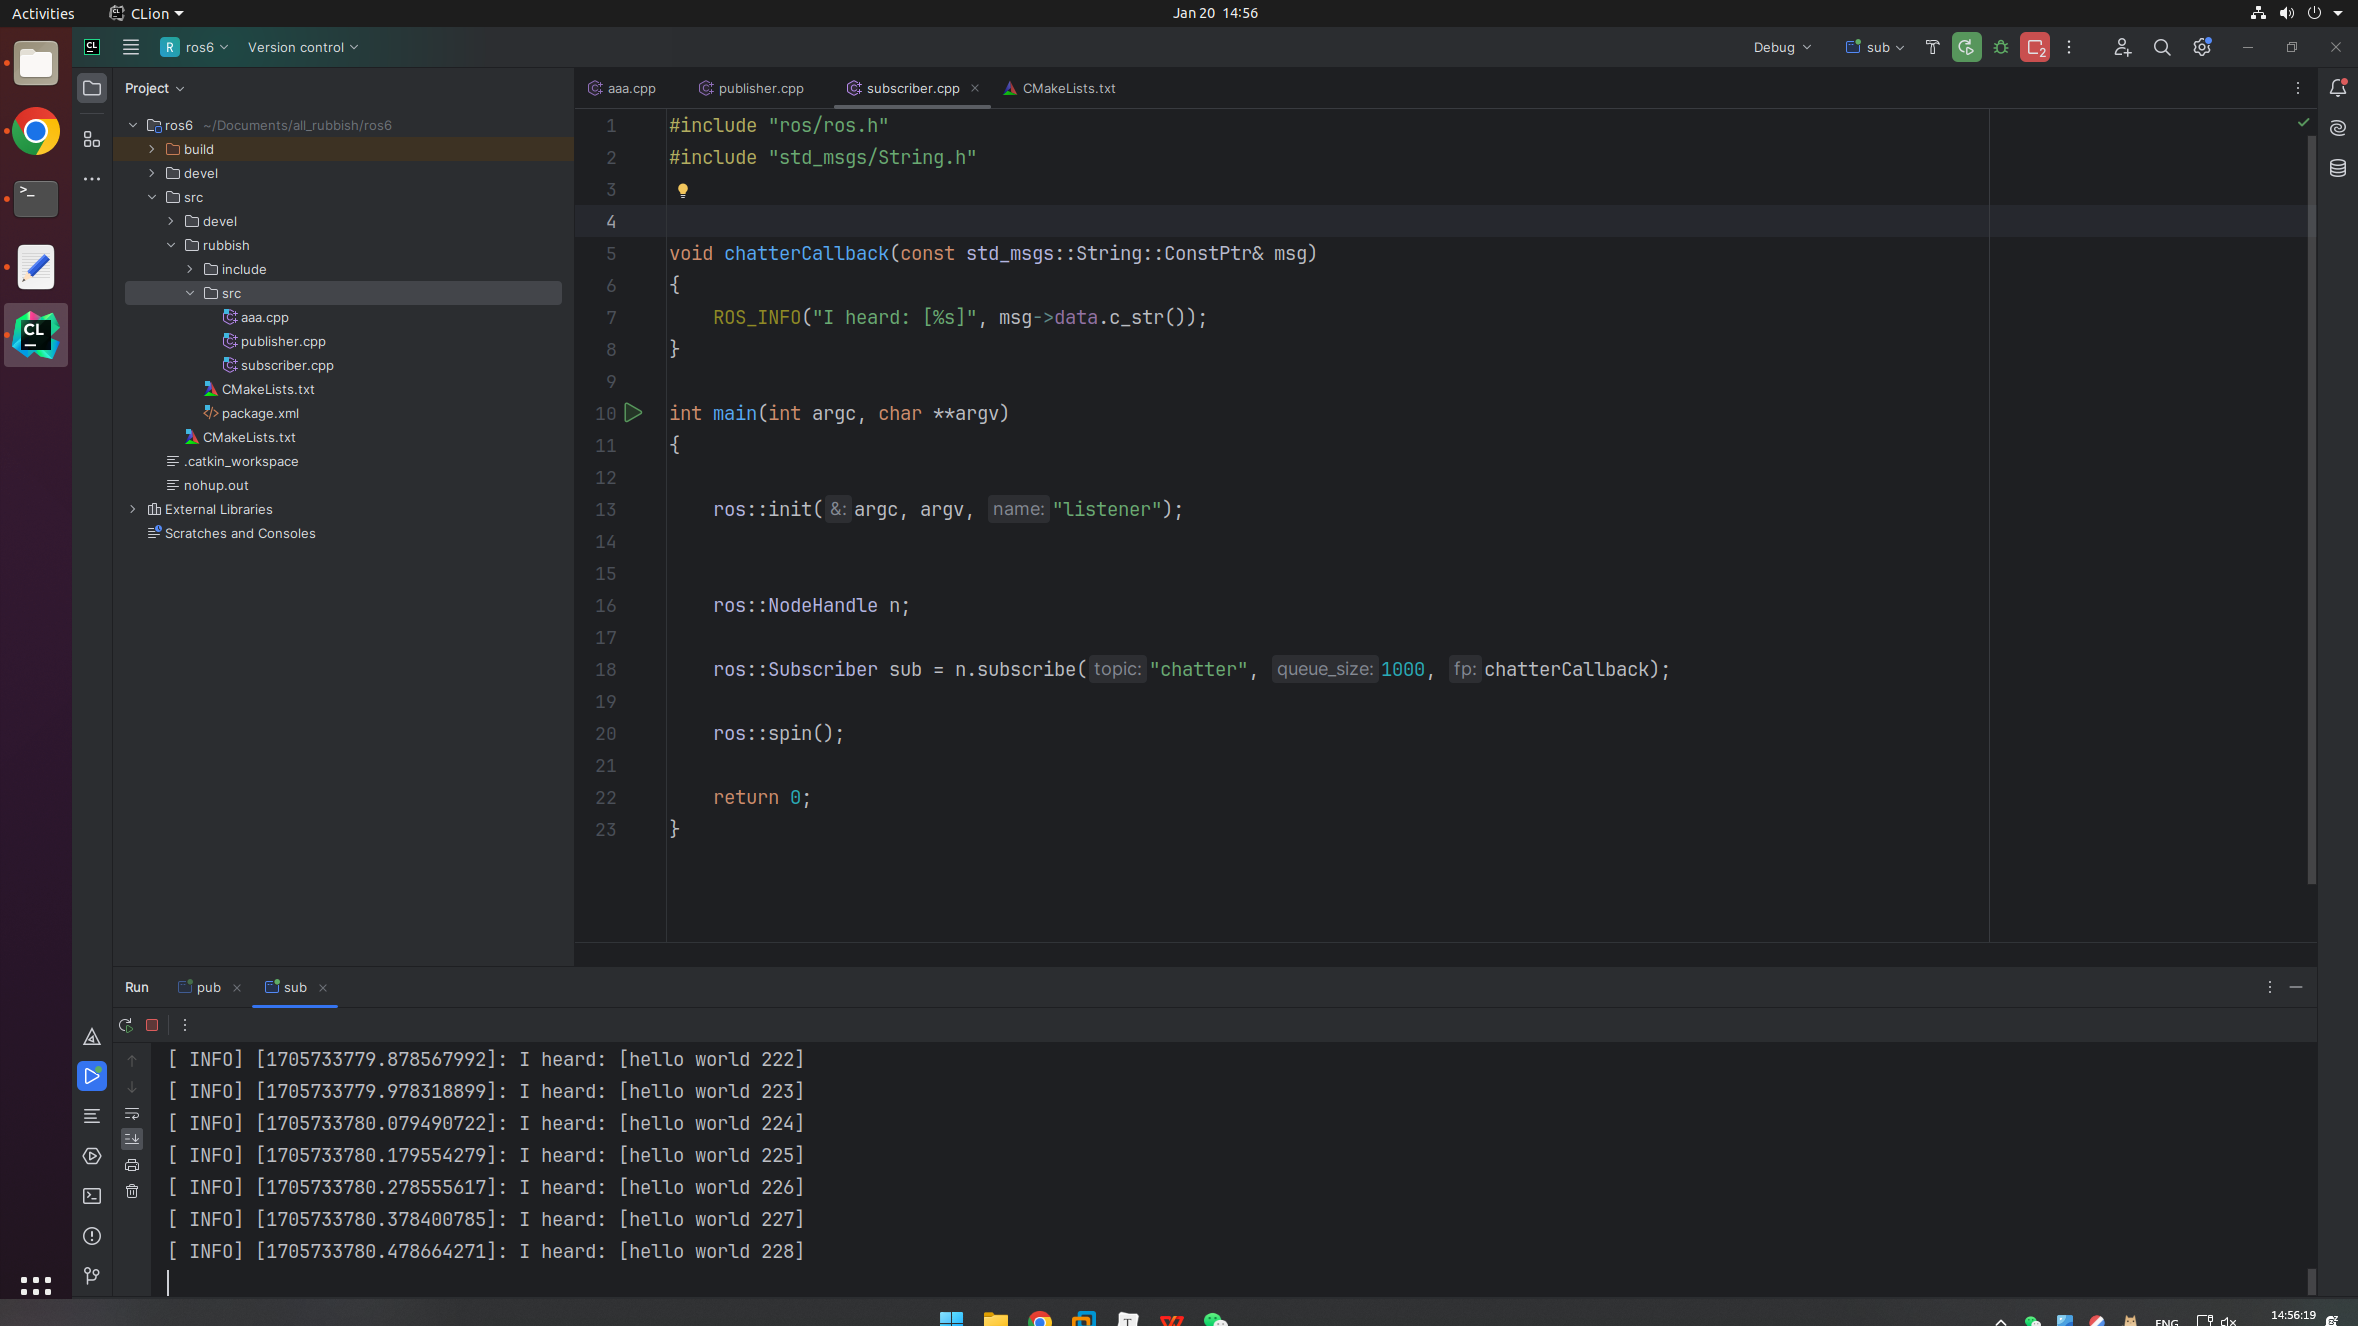 Activities CLion Jan 20 14:56
CL R ros6 Version control Debug sub 2
Project
aaa.cpp publisher.cpp subscriber.cpp CMakeLists.txt
ros6 ~/Documents/all_rubbish/ros6
build
devel
src
devel
rubbish
include
src
aaa.cpp
publisher.cpp
subscriber.cpp
CMakeLists.txt
package.xml
CMakeLists.txt
.catkin_workspace
nohup.out
External Libraries
Scratches and Consoles
1 #include "ros/ros.h"
2 #include "std_msgs/String.h"
3
4
5 void chatterCallback(const std_msgs::String::ConstPtr& msg)
6 {
7 ROS_INFO("I heard: [%s]", msg->data.c_str());
8 }
9
10 int main(int argc, char **argv)
11 {
12
13 ros::init( &: argc, argv, name: "listener");
14
15
16 ros::NodeHandle n;
17
18 ros::Subscriber sub = n.subscribe( topic: "chatter", queue_size: 1000, fp: chatterCallback);
19
20 ros::spin();
21
22 return 0;
23 }
CL
Run pub sub
[ INFO] [1705733779.878567992]: I heard: [hello world 222]
[ INFO] [1705733779.978318899]: I heard: [hello world 223]
[ INFO] [1705733780.079490722]: I heard: [hello world 224]
[ INFO] [1705733780.179554279]: I heard: [hello world 225]
[ INFO] [1705733780.278555617]: I heard: [hello world 226]
[ INFO] [1705733780.378400785]: I heard: [hello world 227]
[ INFO] [1705733780.478664271]: I heard: [hello world 228]
T ENG 14:56:19